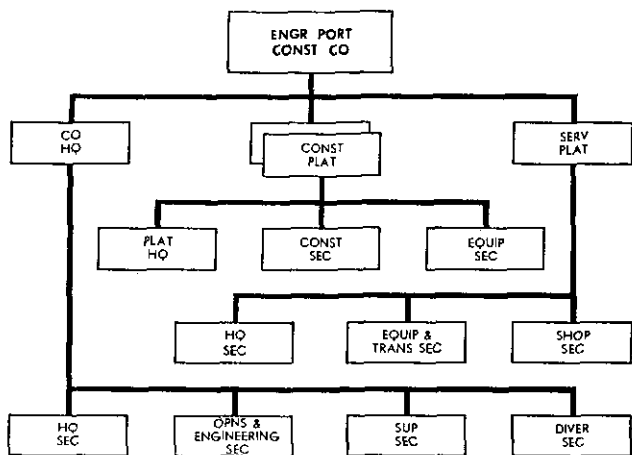 ENGR PORT
CONST CO
CO
HQ
CONST
PLAT
SERV
PLAT
PLAT
HQ
CONST
SEC
EQUIP
SEC
HQ
SEC
EQUIP &
TRANS SEC
SHOP
SEC
HQ
SEC
OPNS &
ENGINEERING
SEC
SUP
SEC
DIVER
SEC